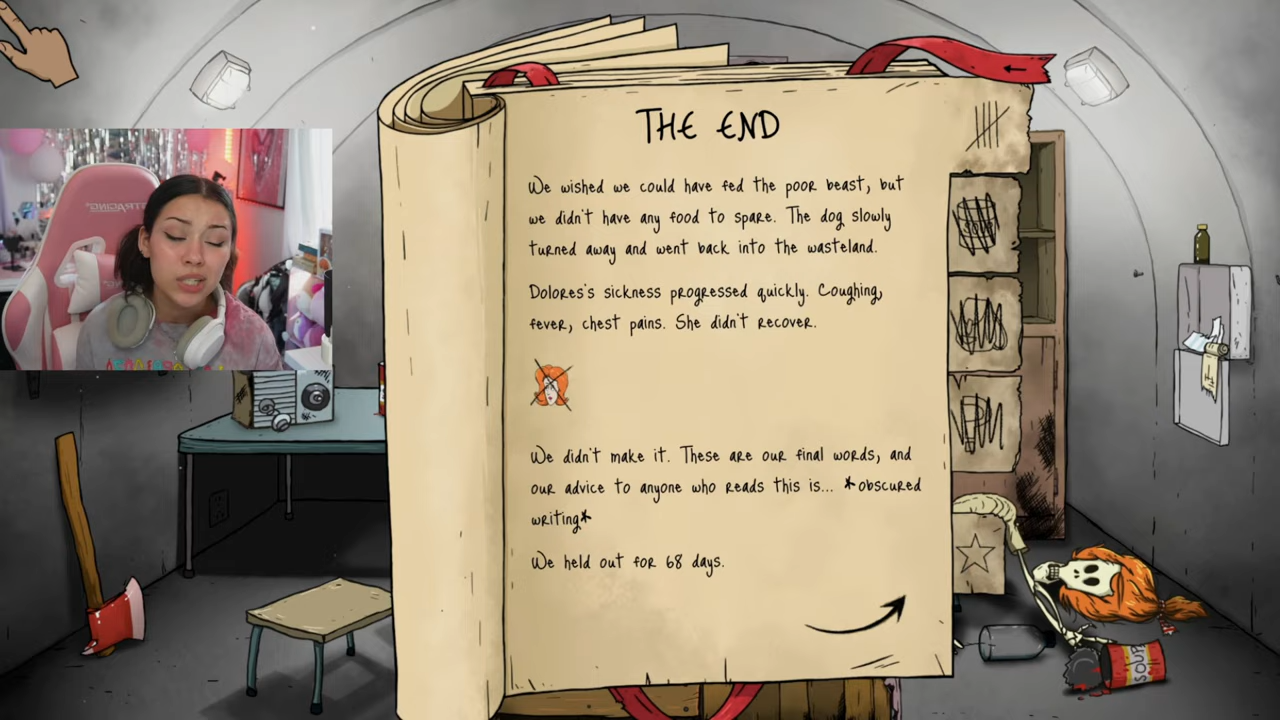 THE END
We wished we could have fed the poor beast, but
we didn't have any food to spare. The dog slowly
turned away and went back into the wasteland.
Dolores's sickness progressed quickly. Coughing,
fever, chest pains. She didn't recover.
We didn't make it. These are our final words, and
our advice to anyone who reads this is... *obscured
writing*
We held out for 68 days.
SOUP